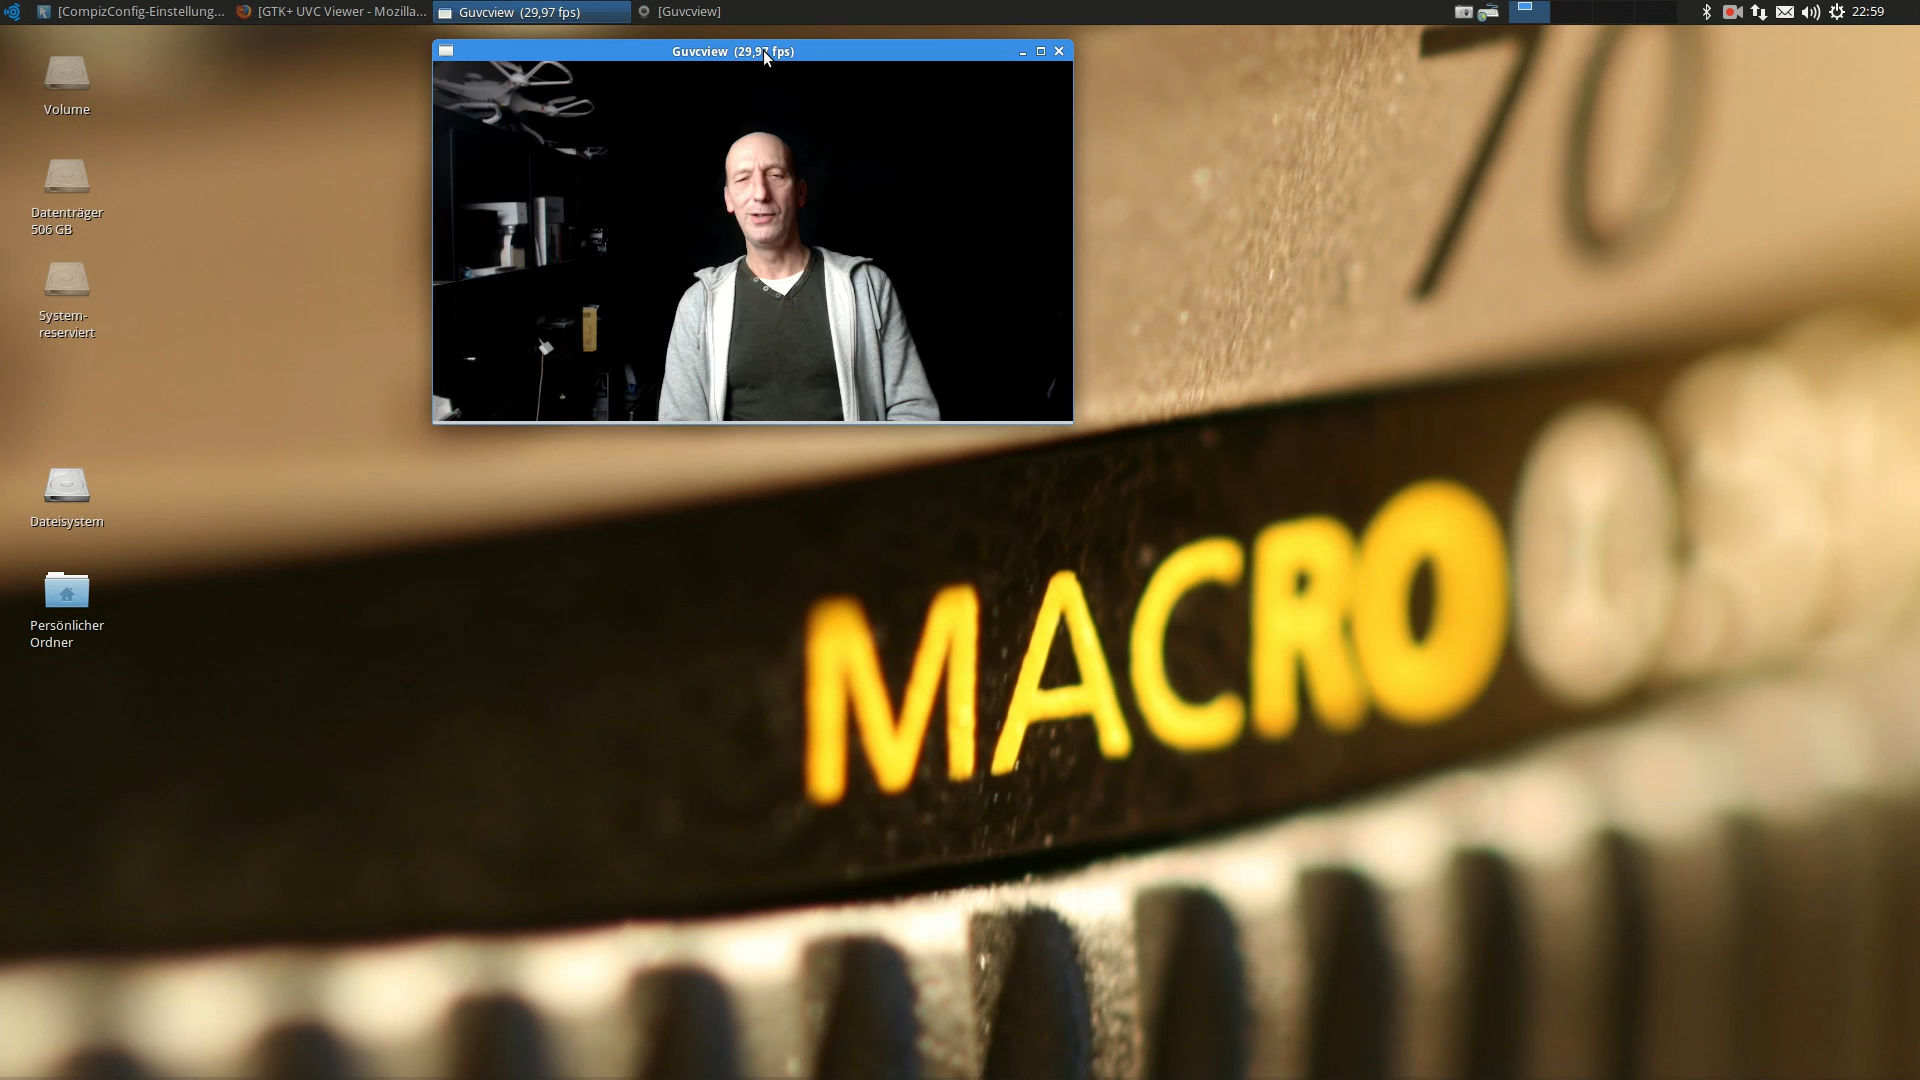 [CompizConfig-Einstellung...
[GTK+ UVC Viewer - Mozilla...
Guvcview (29,97 fps)
[Guvcview]
22:59
Guvcview (29,97 fps)
Volume
Datenträger
506 GB
System-
reserviert
Dateisystem
Persönlicher
Ordner
70
MACRO